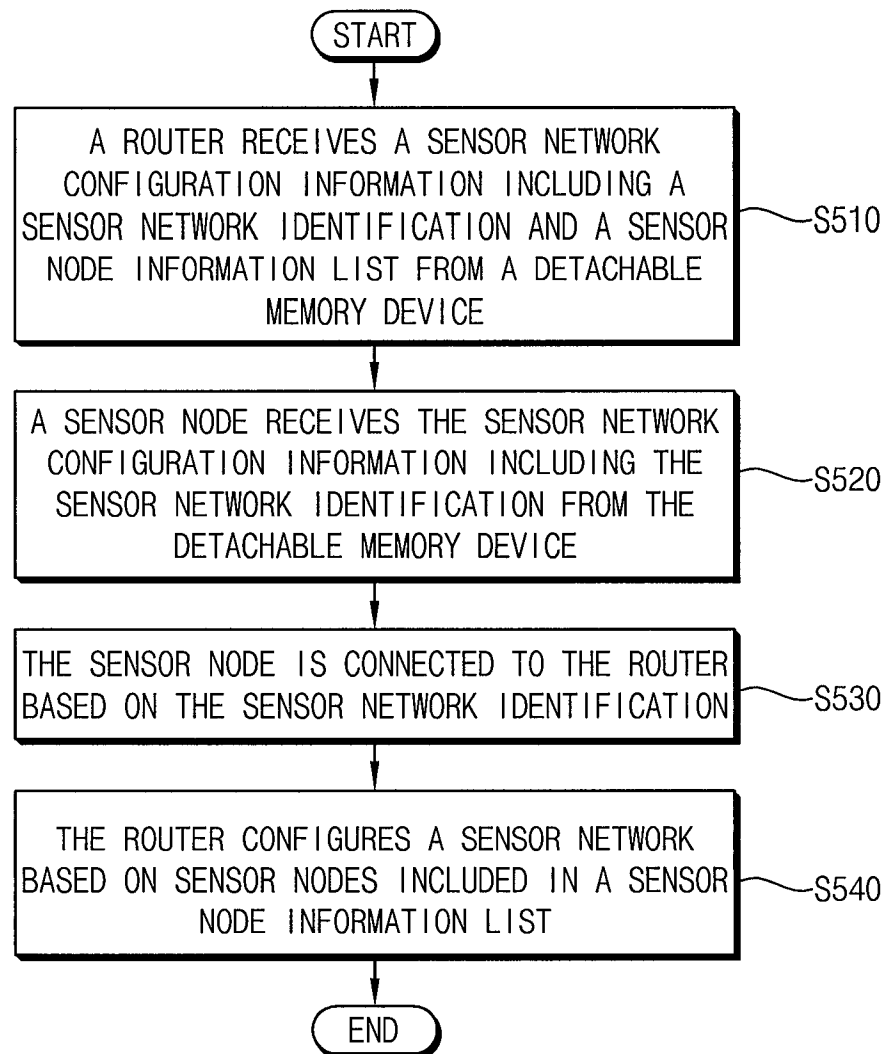 START
A ROUTER RECEIVES A SENSOR NETWORK
CONFIGURATION INFORMATION INCLUDING A
SENSOR NETWORK IDENTIFICATION AND A SENSOR
NODE INFORMATION LIST FROM A DETACHABLE
MEMORY DEVICE
S510
A SENSOR NODE RECEIVES THE SENSOR NETWORK
CONFIGURATION INFORMATION INCLUDING THE
SENSOR NETWORK IDENTIFICATION FROM THE
DETACHABLE MEMORY DEVICE
S520
THE SENSOR NODE IS CONNECTED TO THE ROUTER
BASED ON THE SENSOR NETWORK IDENTIFICATION
S530
THE ROUTER CONFIGURES A SENSOR NETWORK
BASED ON SENSOR NODES INCLUDED IN A SENSOR
NODE INFORMATION LIST
S540
END